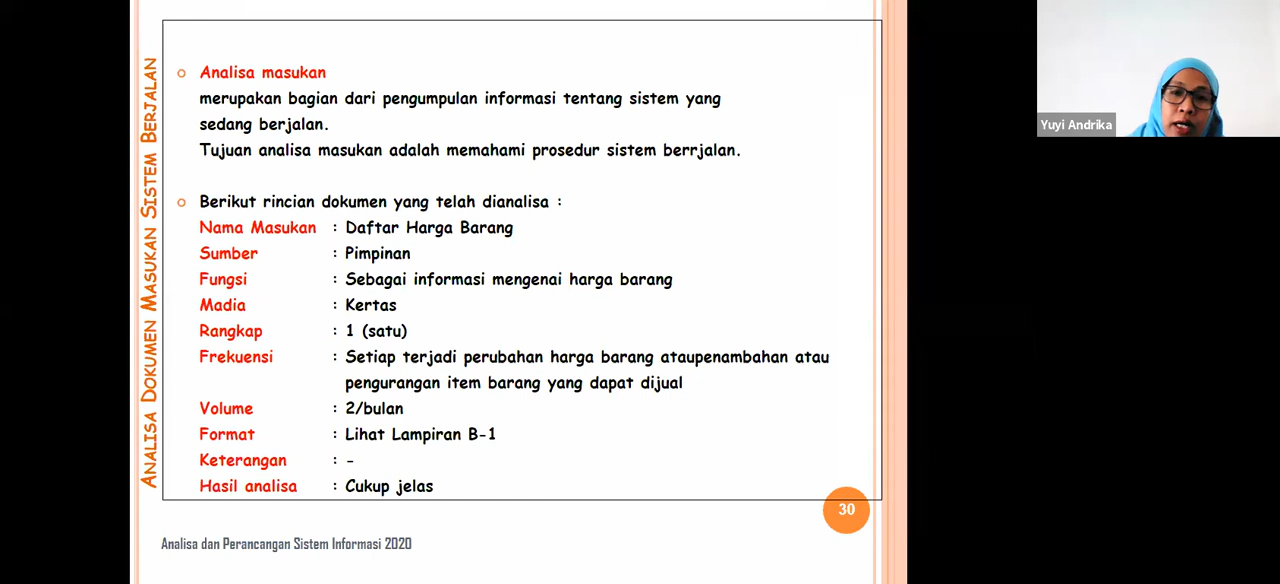 ANALISA DOKUMEN MASUKAN SISTEM BERJALAN
Analisa masukan
merupakan bagian dari pengumpulan informasi tentang sistem yang
sedang berjalan.
Tujuan analisa masukan adalah memahami prosedur sistem berrjalan.
Berikut rincian dokumen yang telah dianalisa :
Nama Masukan : Daftar Harga Barang
Sumber : Pimpinan
Fungsi : Sebagai informasi mengenai harga barang
Madia : Kertas
Rangkap : 1 (satu)
Frekuensi : Setiap terjadi perubahan harga barang ataupenambahan atau
pengurangan item barang yang dapat dijual
Volume : 2/bulan
Format : Lihat Lampiran B-1
Keterangan : -
Hasil analisa : Cukup jelas
30
Analisa dan Perancangan Sistem Informasi 2020
Yuyi Andrika